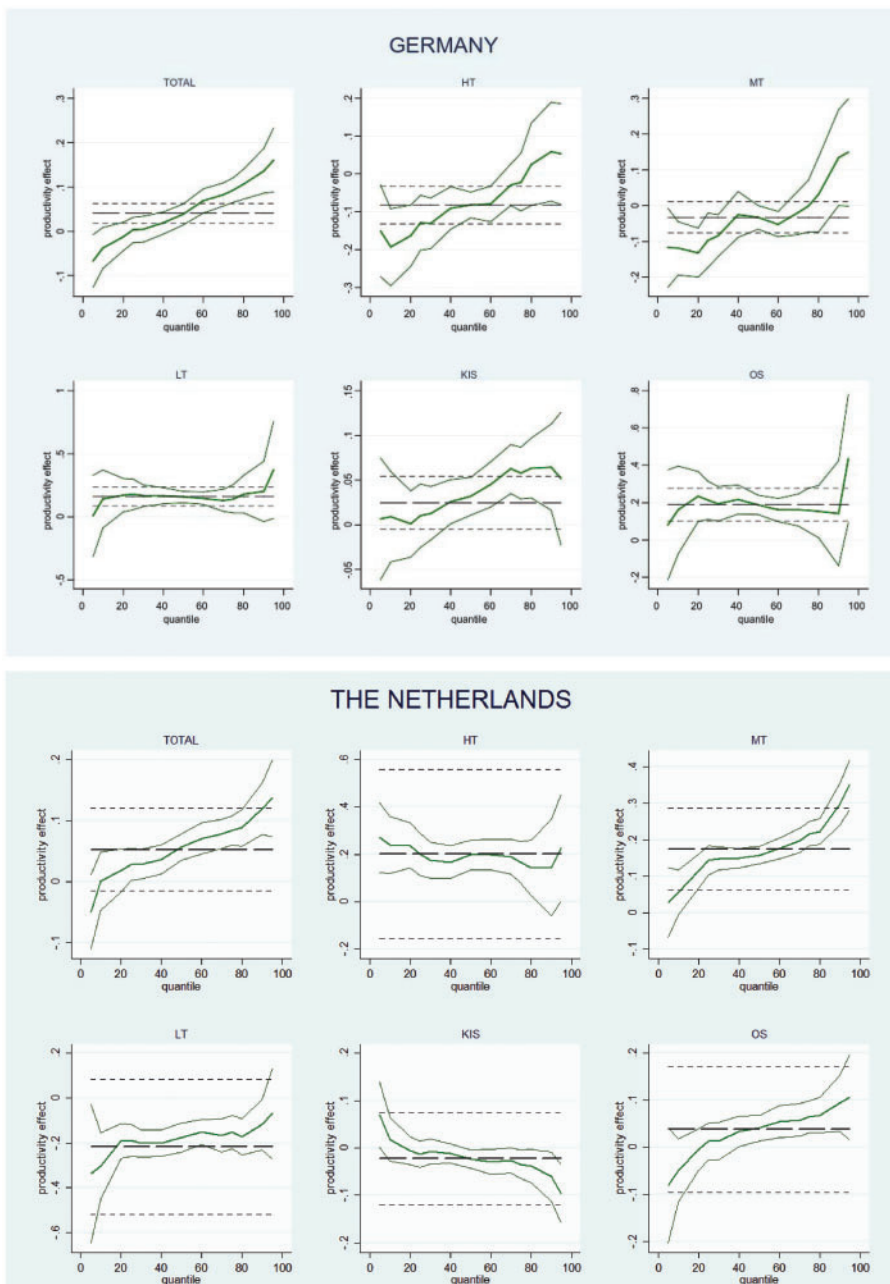 GERMANY
TOTAL
productivity effect
.3
.2
.1
0
-.1
0 20 40 60 80 100
quantile
HT
productivity effect
.2
.1
0
-.1
-.2
-.3
0 20 40 60 80 100
quantile
MT
productivity effect
.3
.2
.1
0
-.1
-.2
0 20 40 60 80 100
quantile
LT
productivity effect
1
.5
0
-.5
0 20 40 60 80 100
quantile
KIS
productivity effect
.15
.1
.05
0
-.05
0 20 40 60 80 100
quantile
OS
productivity effect
.8
.6
.4
.2
0
-.2
0 20 40 60 80 100
quantile
THE NETHERLANDS
TOTAL
productivity effect
.2
.1
0
-.1
0 20 40 60 80 100
quantile
HT
productivity effect
.6
.4
.2
0
-.2
0 20 40 60 80 100
quantile
MT
productivity effect
.4
.3
.2
.1
0
-.1
0 20 40 60 80 100
quantile
LT
productivity effect
.2
0
-.2
-.4
-.6
0 20 40 60 80 100
quantile
KIS
productivity effect
.2
.1
0
-.1
-.2
0 20 40 60 80 100
quantile
OS
productivity effect
.2
.1
0
-.1
-.2
0 20 40 60 80 100
quantile